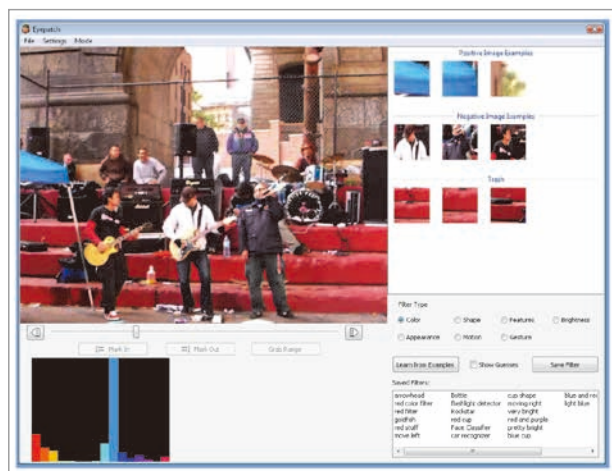 Eyepatch
File Settings Mode
Positive Image Examples
Negative Image Examples
Trash
Filter Type
Color Shape Features Brightness
Appearance Motion Gesture
Mark In Mark Out Grab Range
Learn from Examples Show Guesses Save Filter
Saved Filters:
arrowhead Bottle cup shape blue and red
red color filter flashlight detector moving right light blue
red filter rockstar very bright
goldfish red cup red and purple
red stuff Face Classifier pretty bright
move left car recognizer blue cup